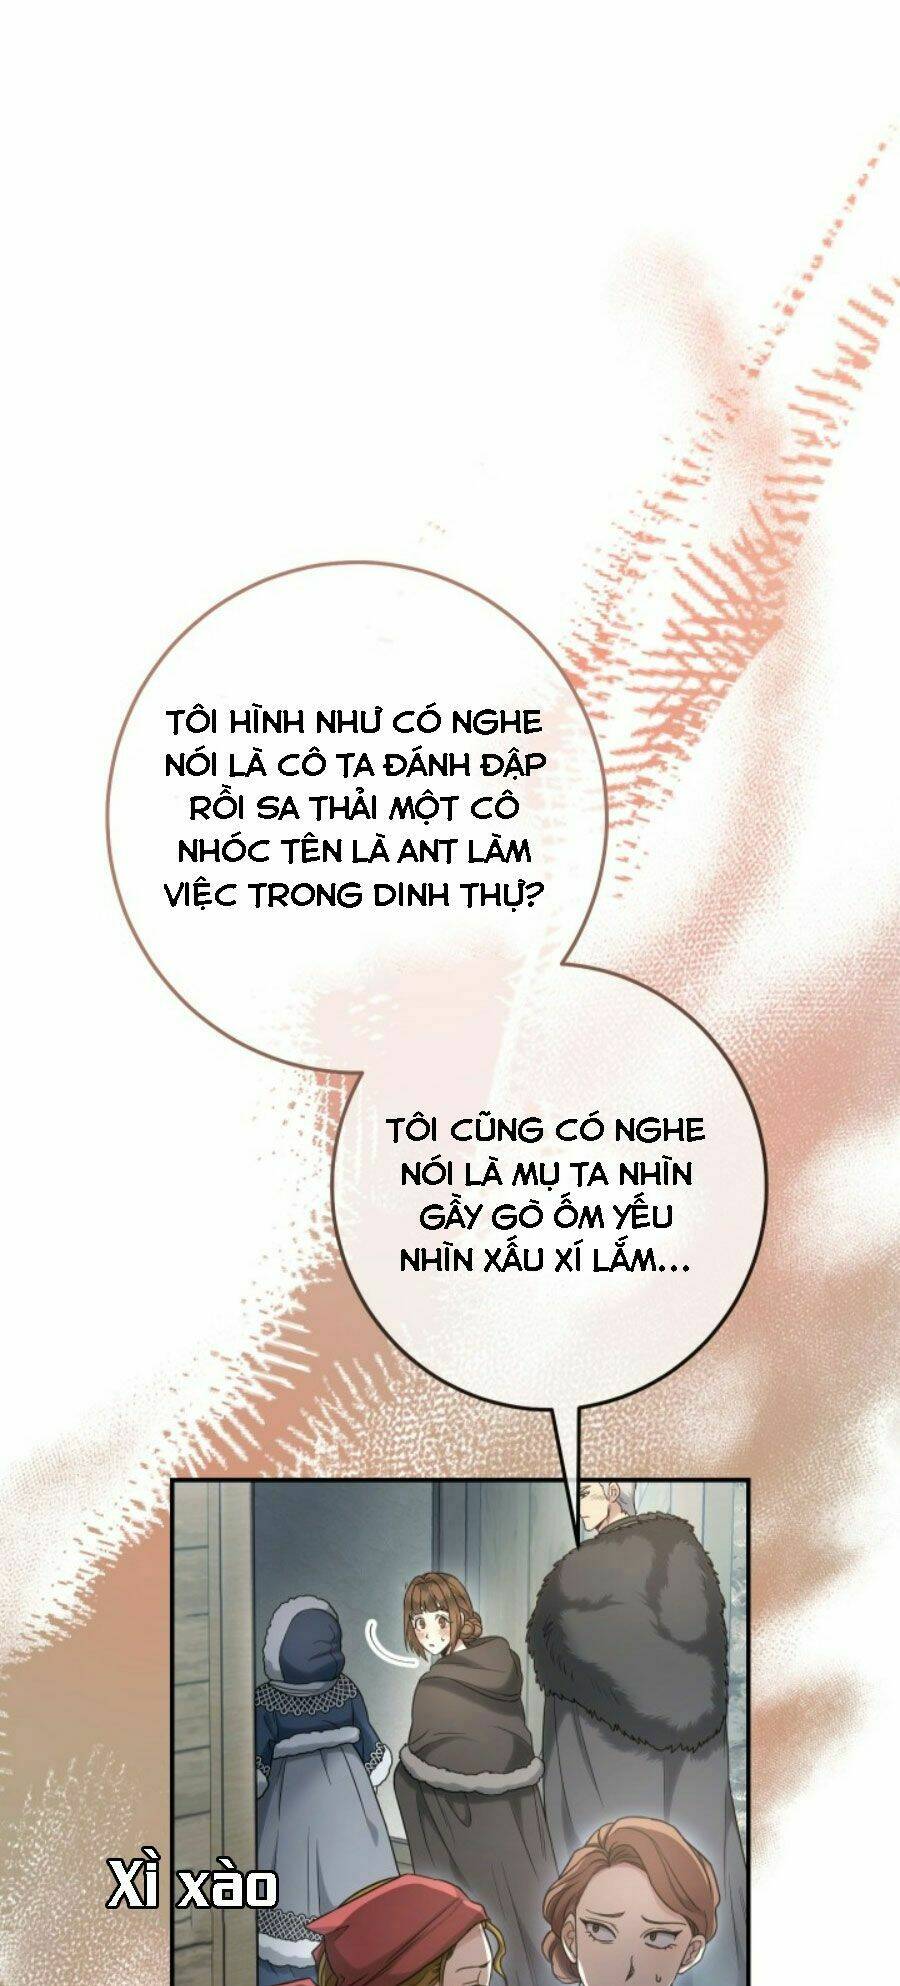 TÔI HÌNH NHƯ CÓ NGHE
NÓI LÀ CÔ TA ĐÁNH ĐẬP
RỒI SA THẢI MỘT CÔ
NHÓC TÊN LÀ ANT LÀM
VIỆC TRONG DINH THỰ?
TÔI CŨNG CÓ NGHE
NÓI LÀ MỤ TA NHÌN
GẦY GÒ ỐM YẾU
NHÌN XẤU XÍ LẮM...
Xì xào